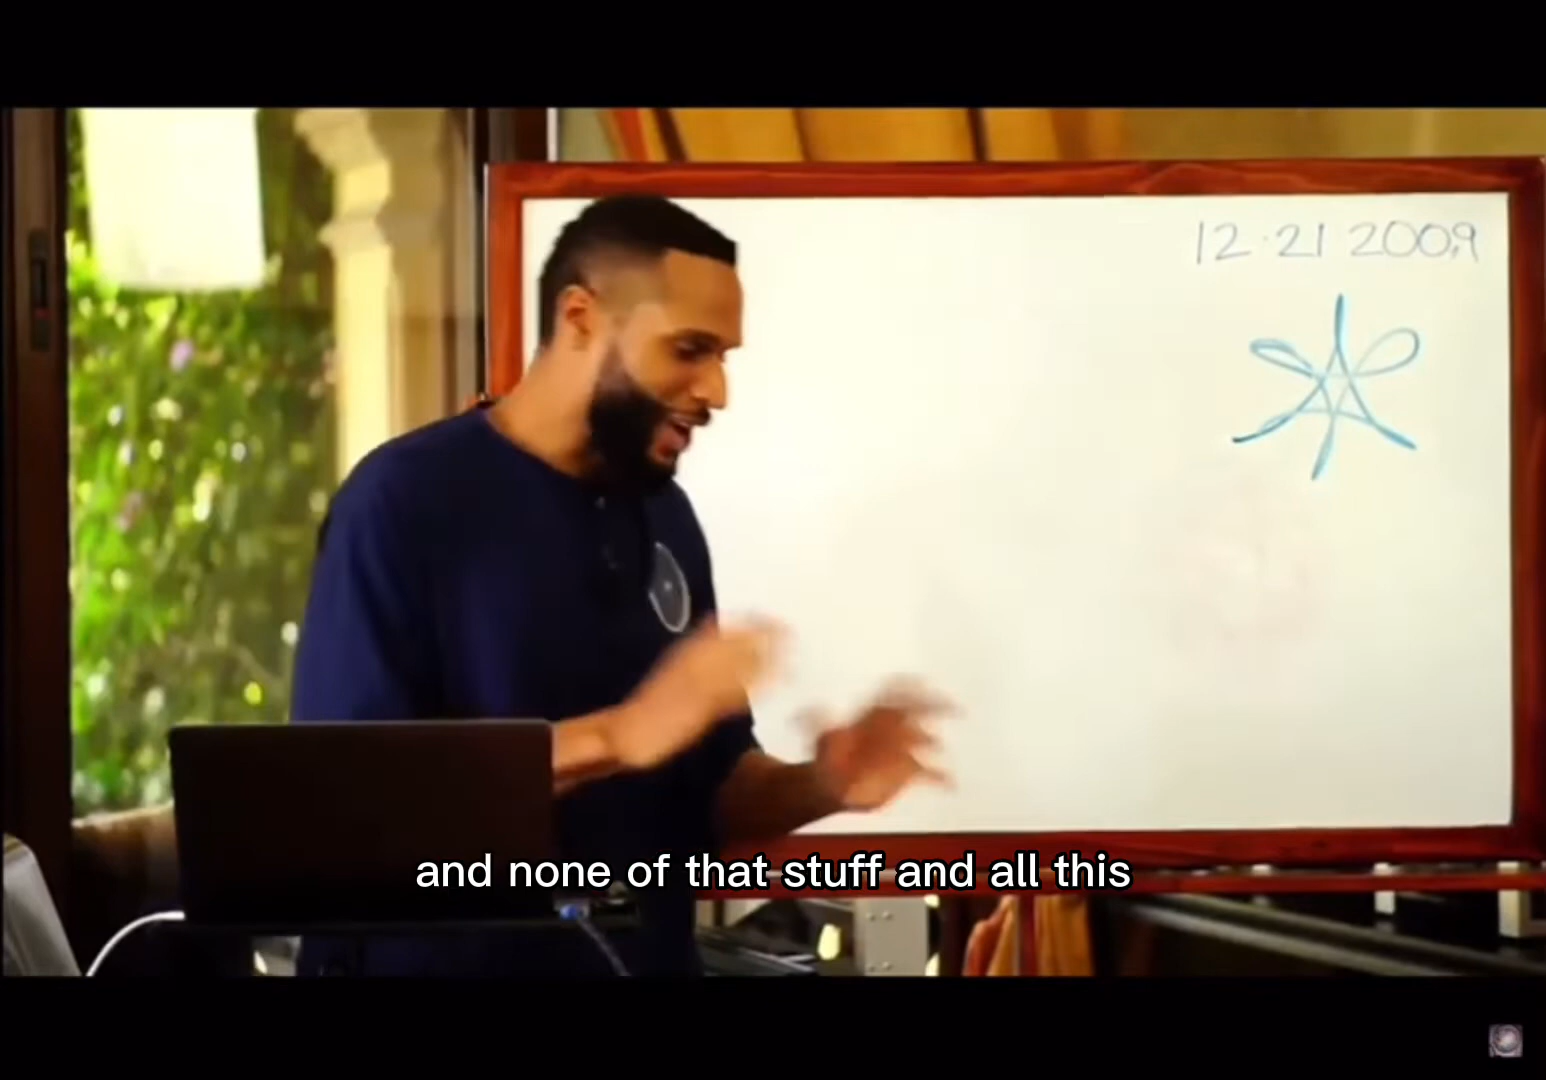 12·21 2009
and none of that stuff and all this